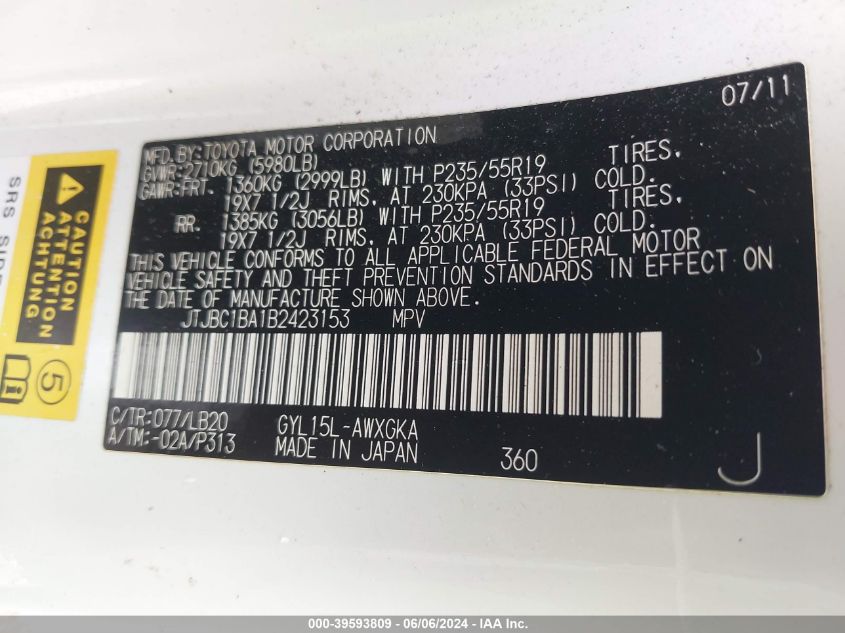 07/11
MFD.BY:TOYOTA MOTOR CORPORATION
GVWR:2710KG (5980LB)
GAWR:FRT. 1360KG (2999LB) WITH P235/55R19 TIRES,
19X7 1/2J RIMS, AT 230KPA (33PSI) COLD.
RR. 1385KG (3056LB) WITH P235/55R19 TIRES,
19X7 1/2J RIMS, AT 230KPA (33PSI) COLD.
THIS VEHICLE CONFORMS TO ALL APPLICABLE FEDERAL MOTOR
VEHICLE SAFETY AND THEFT PREVENTION STANDARDS IN EFFECT ON
THE DATE OF MANUFACTURE SHOWN ABOVE.
JTJBC1BA1B2423153 MPV
C/TR:077/LB20 GYL15L-AWXGKA
A/TM:-02A/P313 MADE IN JAPAN 360
J
CAUTION
ATTENTION
ACHTUNG
SRS SIDE
5
000-39593809 - 06/06/2024 - IAA Inc.